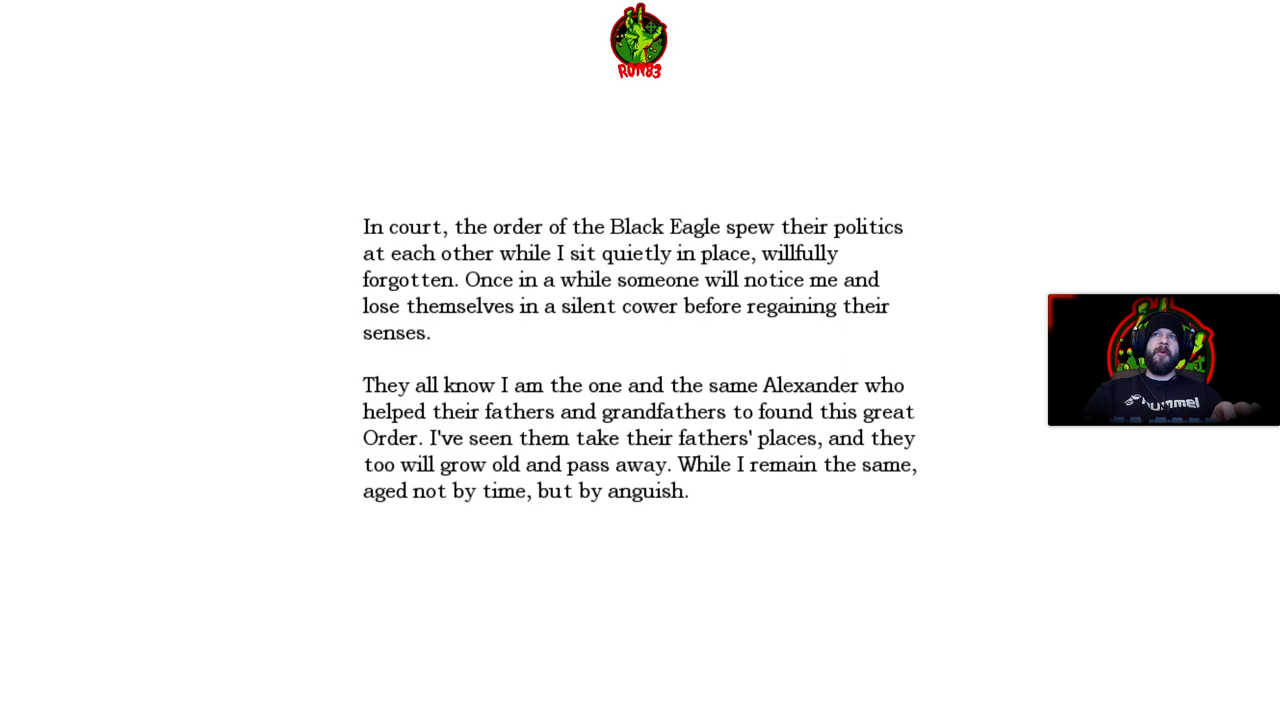 RON83
In court, the order of the Black Eagle spew their politics
at each other while I sit quietly in place, willfully
forgotten. Once in a while someone will notice me and
lose themselves in a silent cower before regaining their
senses.
They all know I am the one and the same Alexander who
helped their fathers and grandfathers to found this great
Order. I've seen them take their fathers' places, and they
too will grow old and pass away. While I remain the same,
aged not by time, but by anguish.
hummel